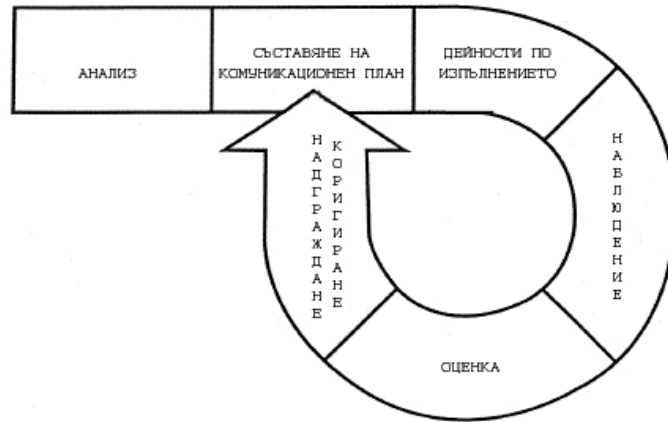 АНАЛИЗ
СЪСТАВЯНЕ НА
КОМУНИКАЦИОНЕН ПЛАН
ДЕЙНОСТИ ПО
ИЗПЪЛНЕНИЕТО
НАБЛЮДЕНИЕ
ОЦЕНКА
НАДГРАЖДАНЕ
КОРИГИРАНЕ